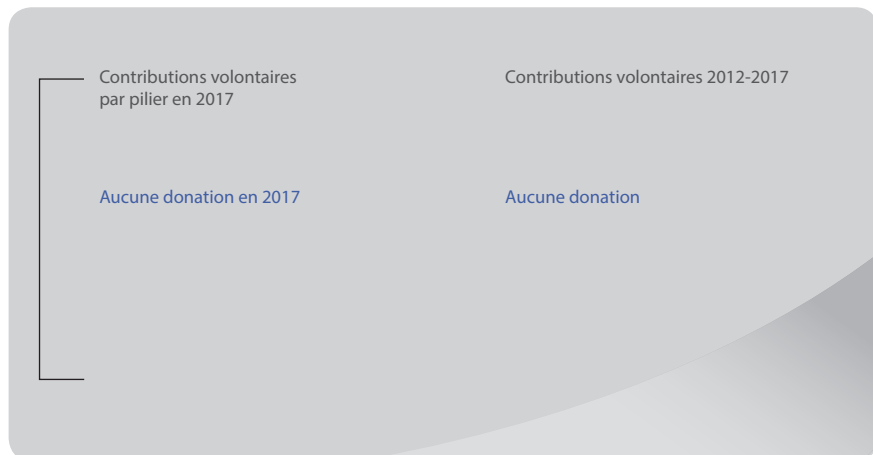 Contributions volontaires
par pilier en 2017
Contributions volontaires 2012-2017
Aucune donation en 2017
Aucune donation